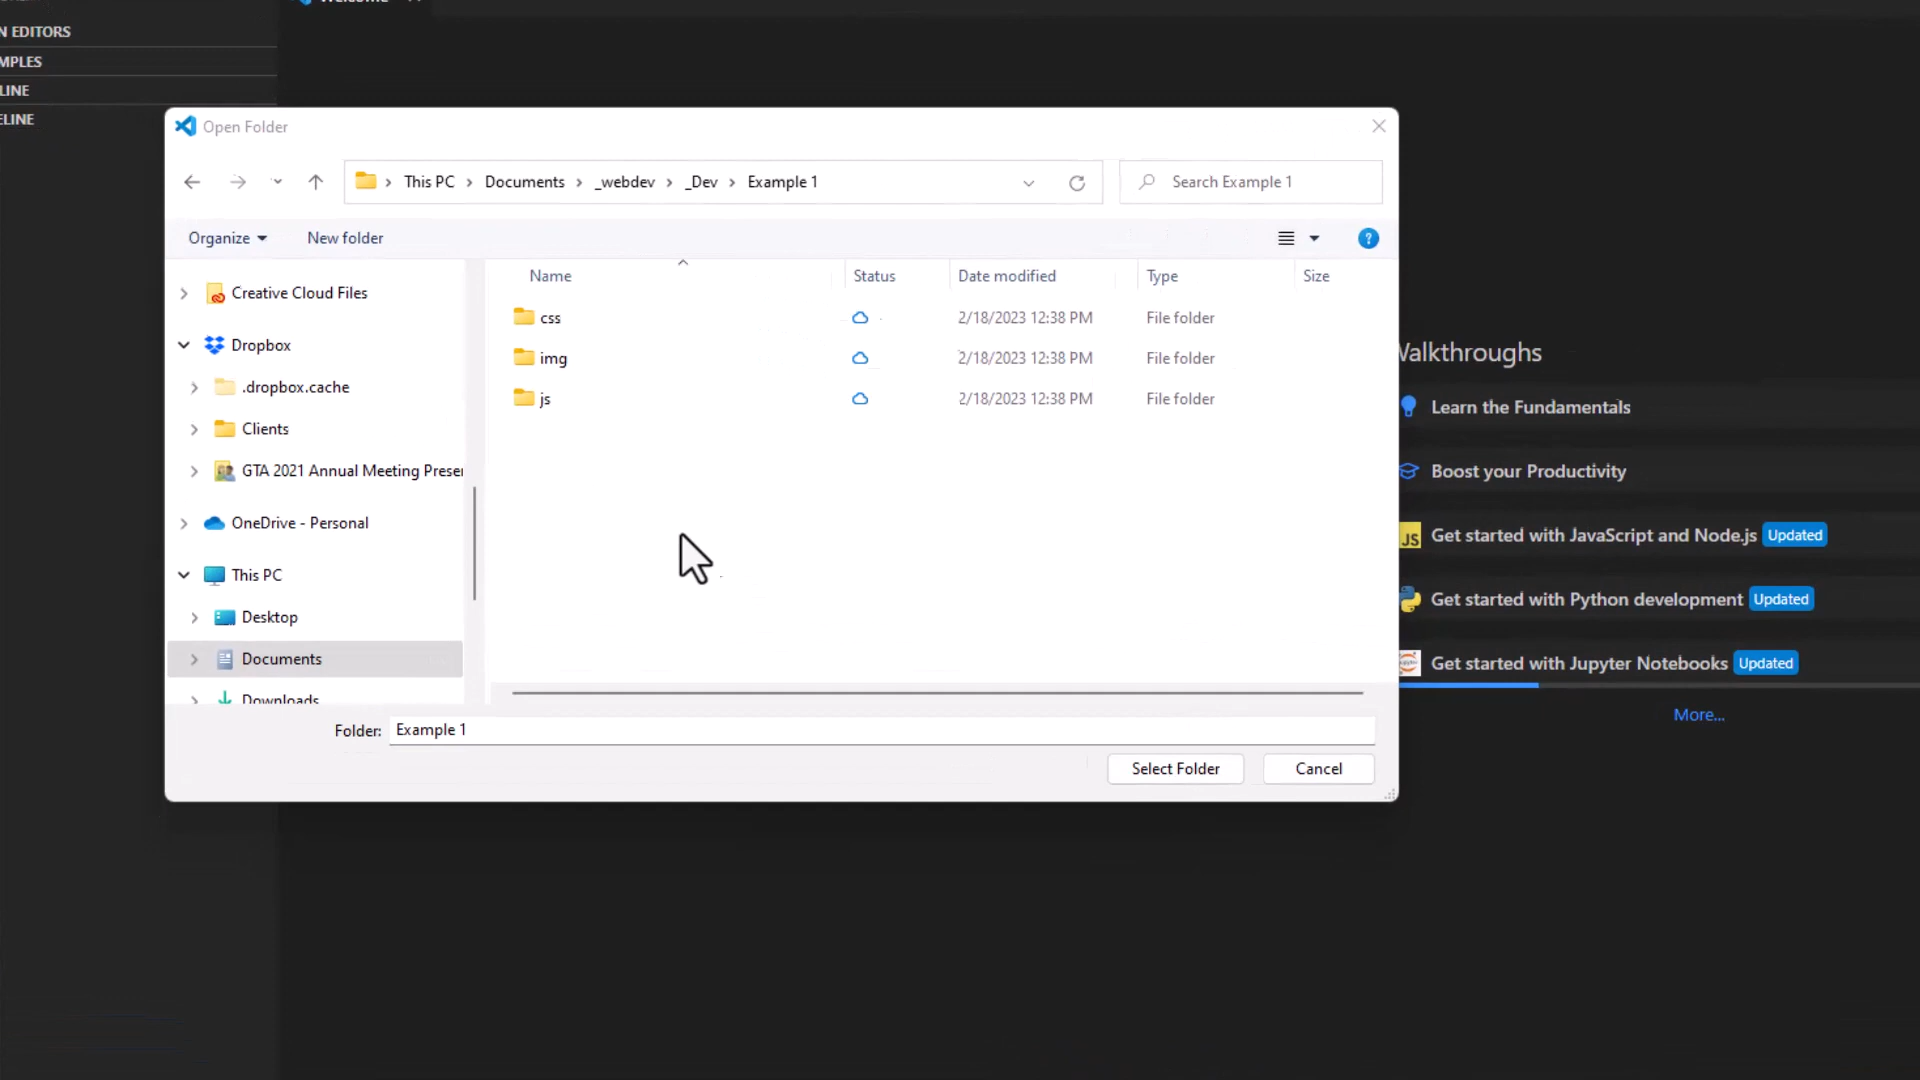 N EDITORS
MPLES
LINE
ELINE
Welcome
Open Folder
This PC > Documents > _webdev > _Dev > Example 1
Search Example 1
Organize
New folder
?
Name
Status
Date modified
Type
Size
Creative Cloud Files
Dropbox
.dropbox.cache
Clients
GTA 2021 Annual Meeting Presen
OneDrive - Personal
This PC
Desktop
Documents
Downloads
css 2/18/2023 12:38 PM File folder
img 2/18/2023 12:38 PM File folder
js 2/18/2023 12:38 PM File folder
Folder: Example 1
Select Folder
Cancel
Walkthroughs
Learn the Fundamentals
Boost your Productivity
JS Get started with JavaScript and Node.js Updated
Get started with Python development Updated
Get started with Jupyter Notebooks Updated
More...